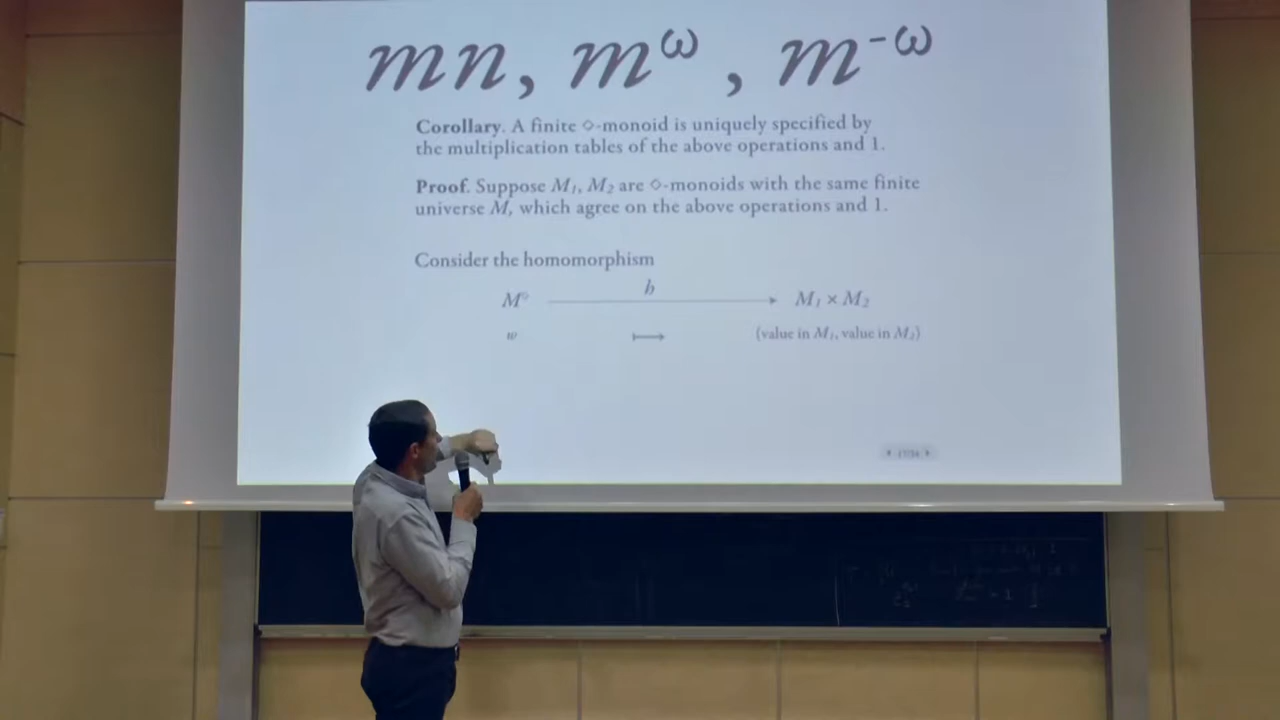 mn, m^ω, m^-ω
Corollary. A finite ◇-monoid is uniquely specified by
the multiplication tables of the above operations and 1.
Proof. Suppose M₁, M₂ are ◇-monoids with the same finite
universe M, which agree on the above operations and 1.
Consider the homomorphism
M^◇ h → M₁ × M₂
w ⟼ (value in M₁, value in M₂)